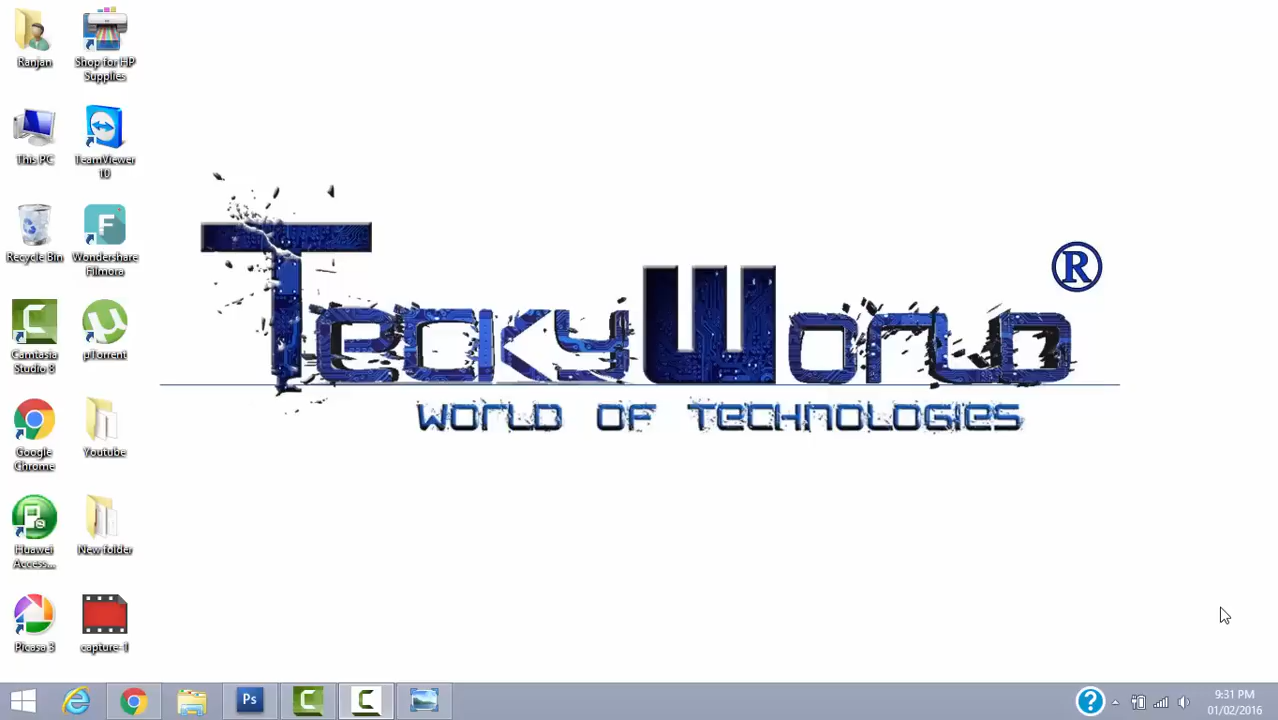 Ranjan
Shop for HP
Supplies
This PC
TeamViewer
10
Recycle Bin
F
Wondershare
Filmora
Camtasia
Studio 8
µTorrent
Google
Chrome
Youtube
Huawei
Access...
New folder
Picasa 3
capture-1
TeckyWorld
®
WORLD OF TECHNOLOGIES
Ps
?
9:31 PM
01/02/2016